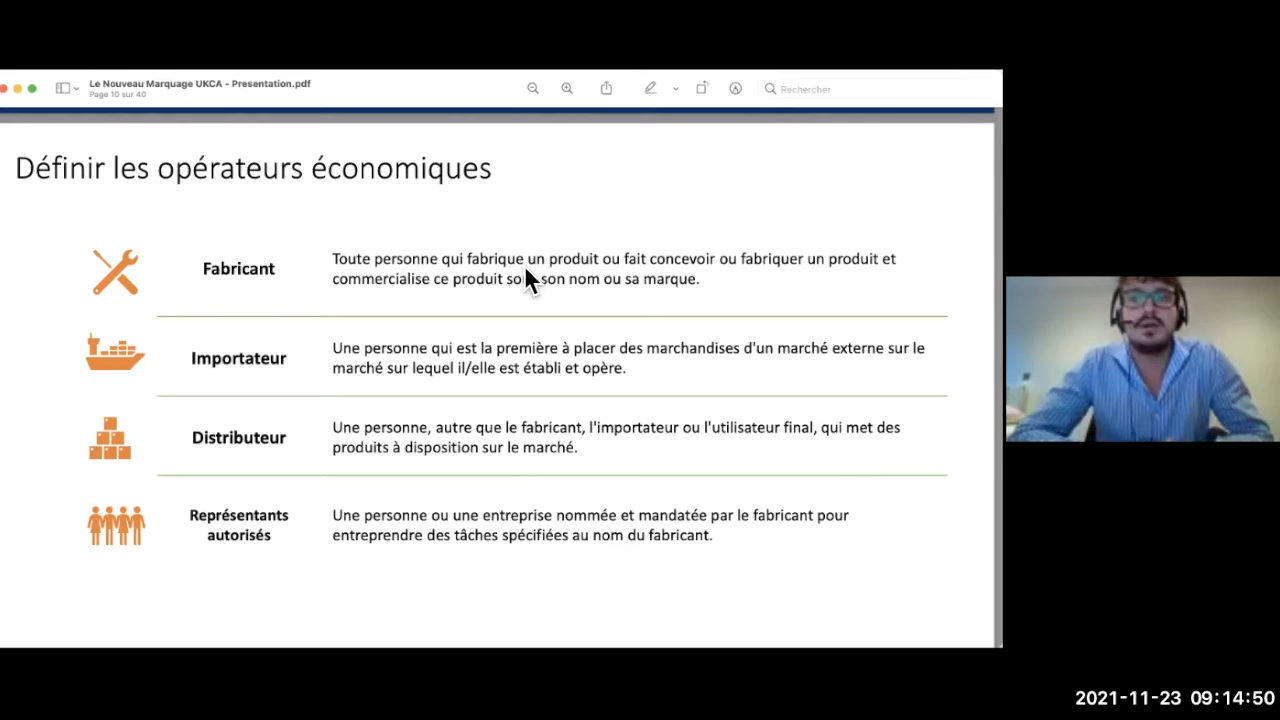 Le Nouveau Marquage UKCA - Presentation.pdf
Page 10 sur 40
Rechercher
Définir les opérateurs économiques
Fabricant
Toute personne qui fabrique un produit ou fait concevoir ou fabriquer un produit et
commercialise ce produit son nom ou sa marque.
Importateur
Une personne qui est la première à placer des marchandises d'un marché externe sur le
marché sur lequel il/elle est établi et opère.
Distributeur
Une personne, autre que le fabricant, l'importateur ou l'utilisateur final, qui met des
produits à disposition sur le marché.
Représentants
autorisés
Une personne ou une entreprise nommée et mandatée par le fabricant pour
entreprendre des tâches spécifiées au nom du fabricant.
2021-11-23 09:14:50